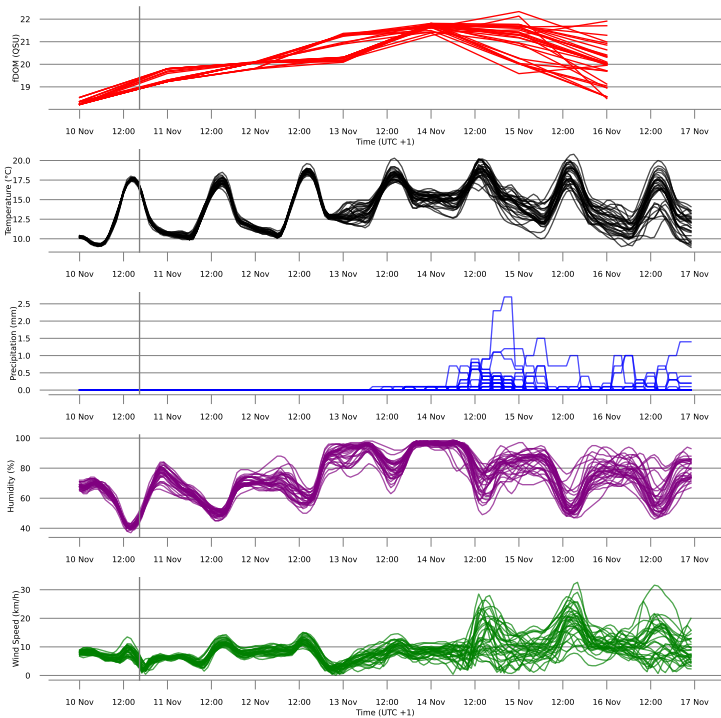 22
21
20
19
fDOM (QSU)
10 Nov 12:00 11 Nov 12:00 12 Nov 12:00 13 Nov 12:00 14 Nov 12:00 15 Nov 12:00 16 Nov 12:00 17 Nov
Time (UTC +1)
20.0
17.5
15.0
12.5
10.0
Temperature (°C)
10 Nov 12:00 11 Nov 12:00 12 Nov 12:00 13 Nov 12:00 14 Nov 12:00 15 Nov 12:00 16 Nov 12:00 17 Nov
2.5
2.0
1.5
1.0
0.5
0.0
Precipitation (mm)
10 Nov 12:00 11 Nov 12:00 12 Nov 12:00 13 Nov 12:00 14 Nov 12:00 15 Nov 12:00 16 Nov 12:00 17 Nov
100
80
60
40
Humidity (%)
10 Nov 12:00 11 Nov 12:00 12 Nov 12:00 13 Nov 12:00 14 Nov 12:00 15 Nov 12:00 16 Nov 12:00 17 Nov
30
20
10
0
Wind Speed (km/h)
10 Nov 12:00 11 Nov 12:00 12 Nov 12:00 13 Nov 12:00 14 Nov 12:00 15 Nov 12:00 16 Nov 12:00 17 Nov
Time (UTC +1)